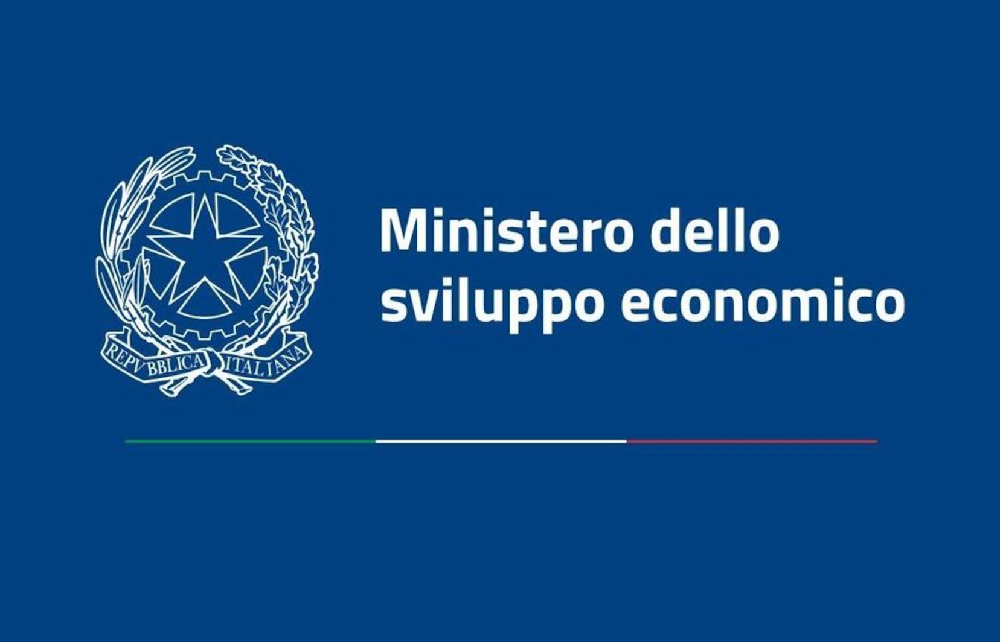 Ministero dello
sviluppo economico
REPVBBLICA ITALIANA